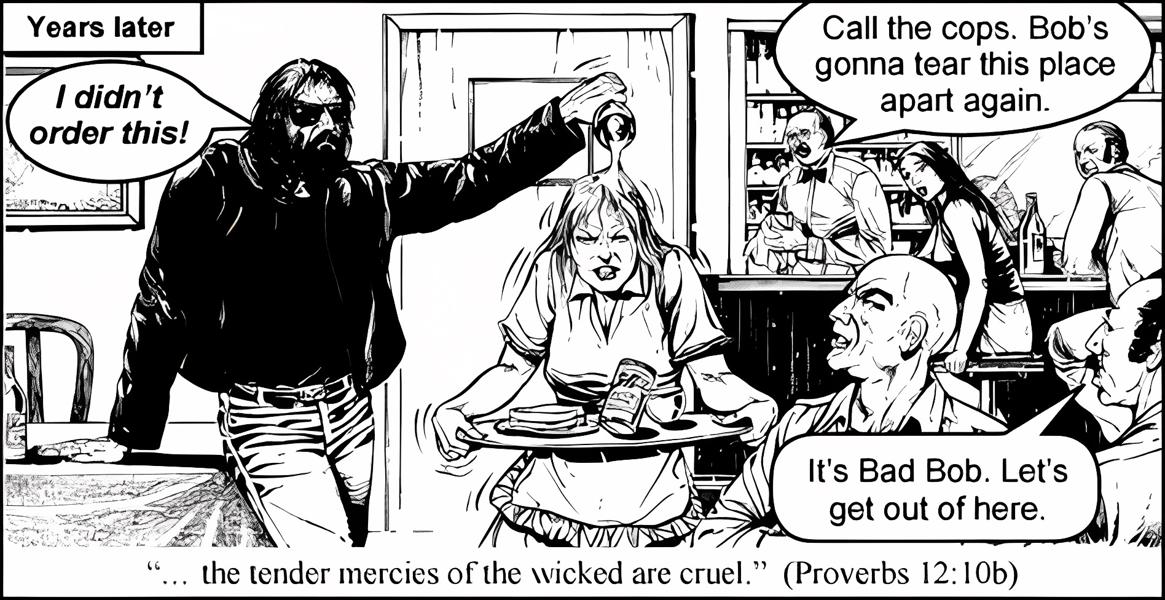 Years later
I didn't
order this!
Call the cops. Bob's
gonna tear this place
apart again.
It's Bad Bob. Let's
get out of here.
“... the tender mercies of the wicked are cruel.” (Proverbs 12:10b)